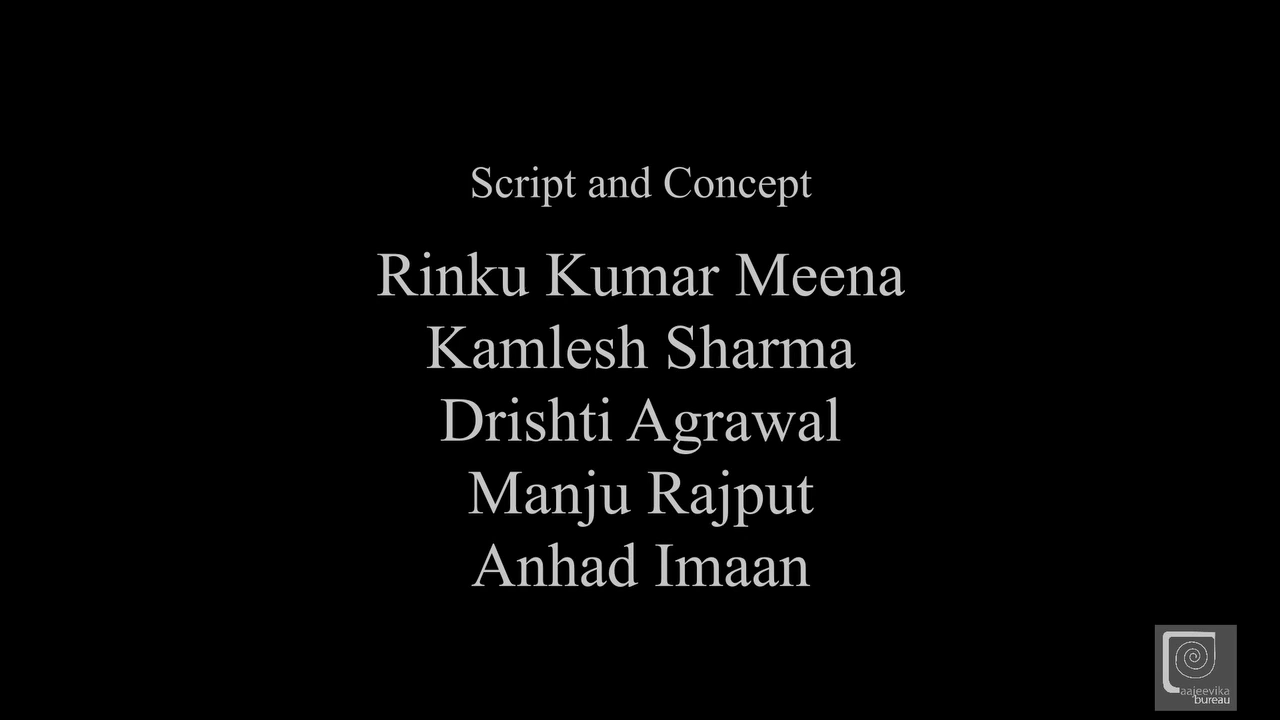 Script and Concept
Rinku Kumar Meena
Kamlesh Sharma
Drishti Agrawal
Manju Rajput
Anhad Imaan
aajeevika
bureau